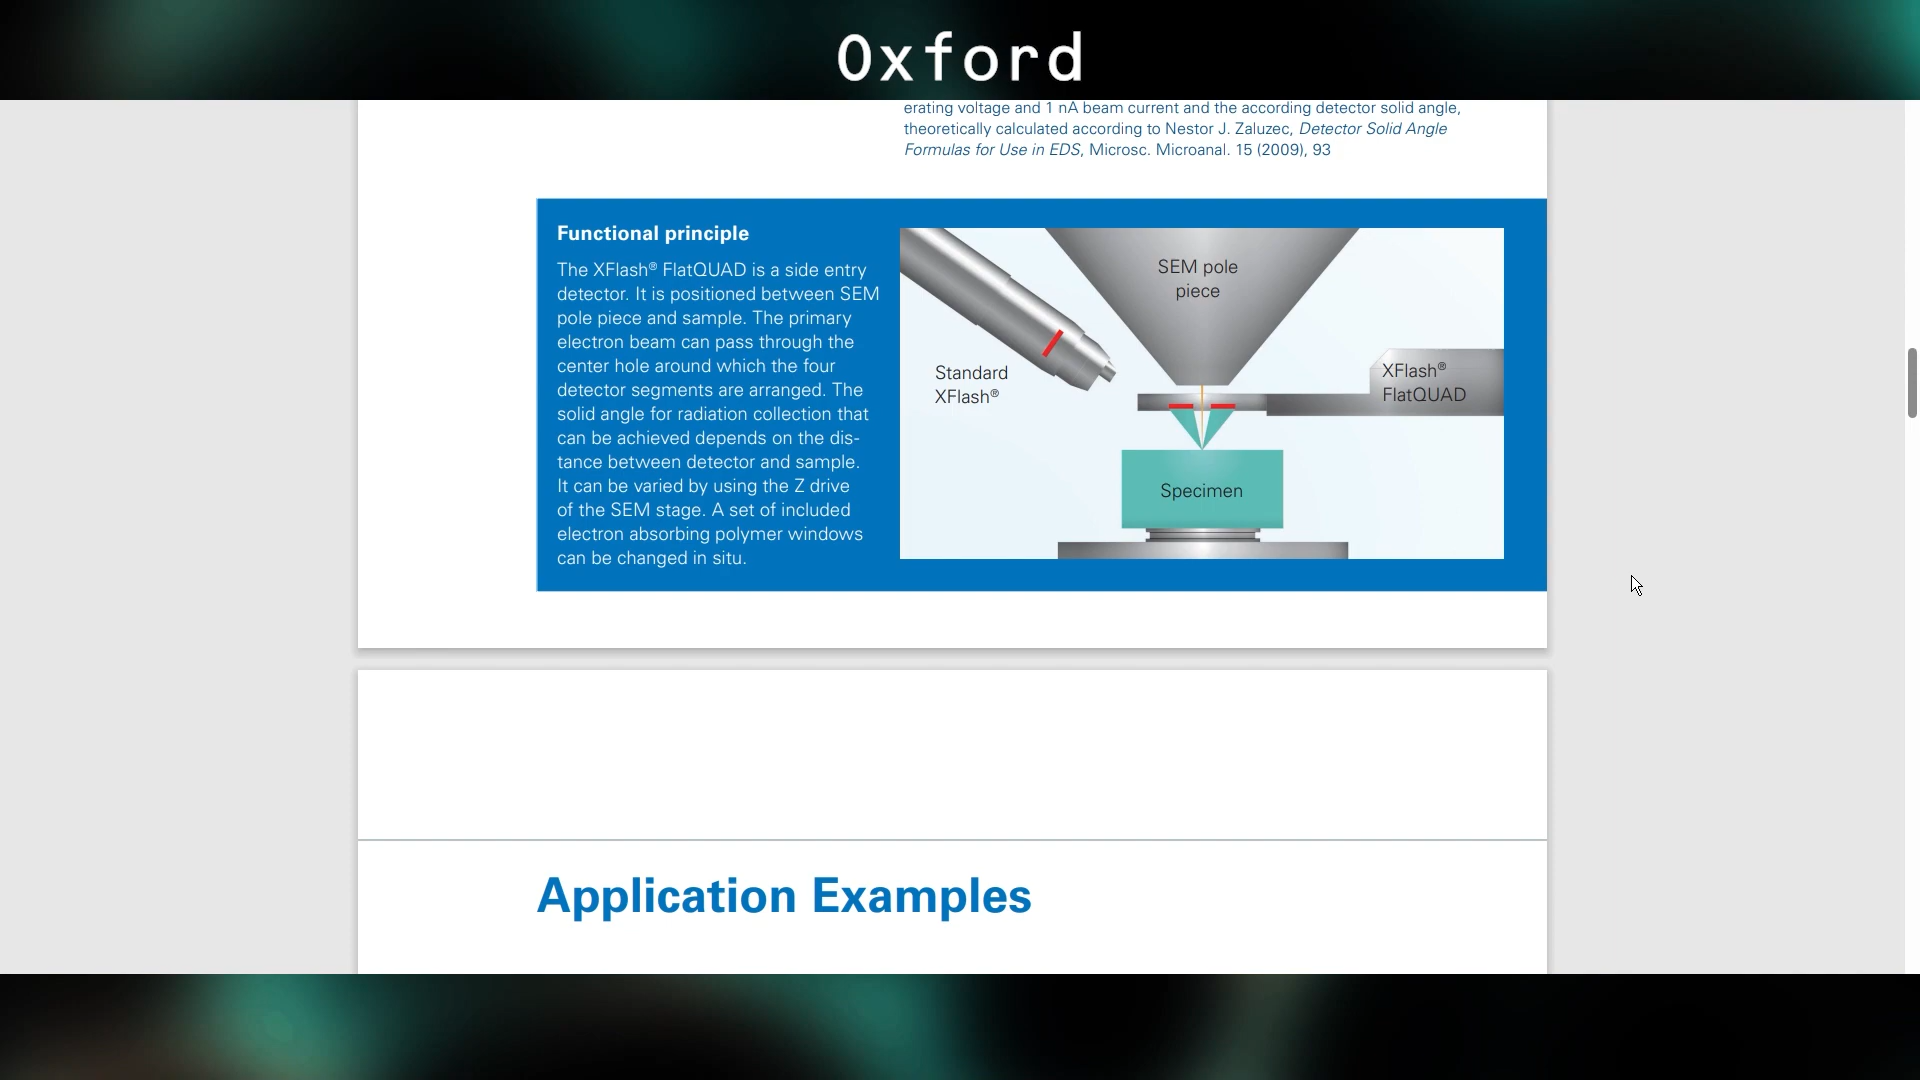 Oxford
erating voltage and 1 nA beam current and the according detector solid angle,
theoretically calculated according to Nestor J. Zaluzec, Detector Solid Angle
Formulas for Use in EDS, Microsc. Microanal. 15 (2009), 93
Functional principle
The XFlash® FlatQUAD is a side entry
detector. It is positioned between SEM
pole piece and sample. The primary
electron beam can pass through the
center hole around which the four
detector segments are arranged. The
solid angle for radiation collection that
can be achieved depends on the dis-
tance between detector and sample.
It can be varied by using the Z drive
of the SEM stage. A set of included
electron absorbing polymer windows
can be changed in situ.
SEM pole
piece
Standard
XFlash®
XFlash®
FlatQUAD
Specimen
Application Examples